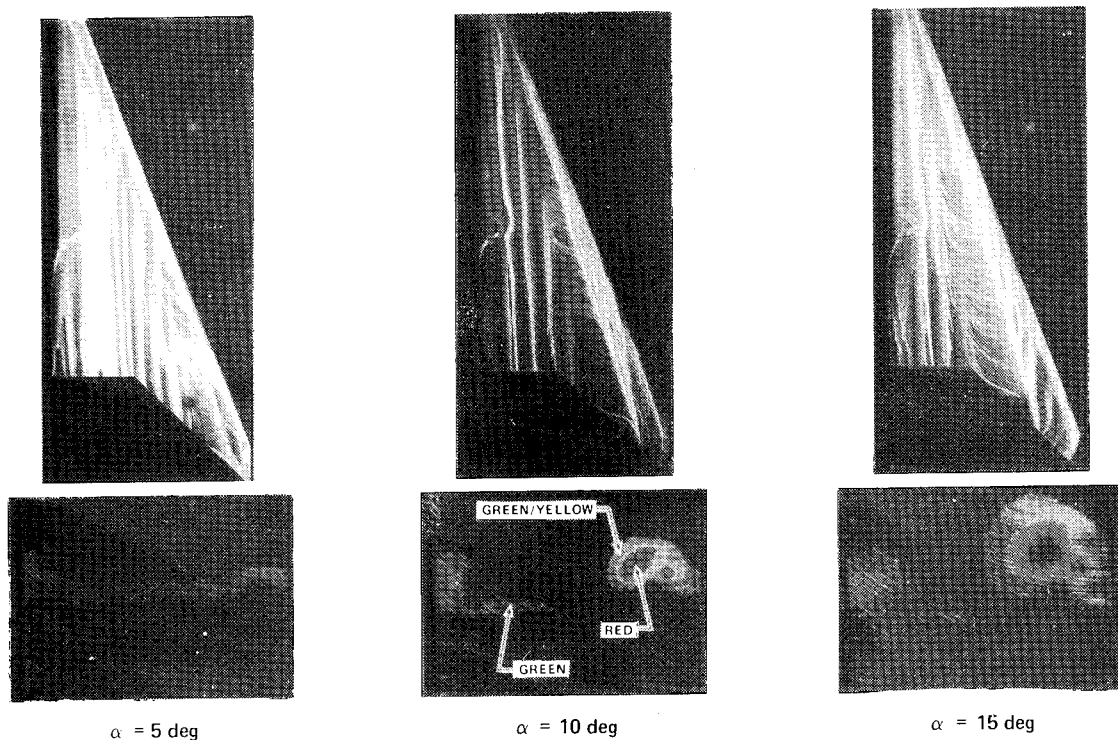 GREEN/YELLOW
RED
GREEN
α = 5 deg
α = 10 deg
α = 15 deg